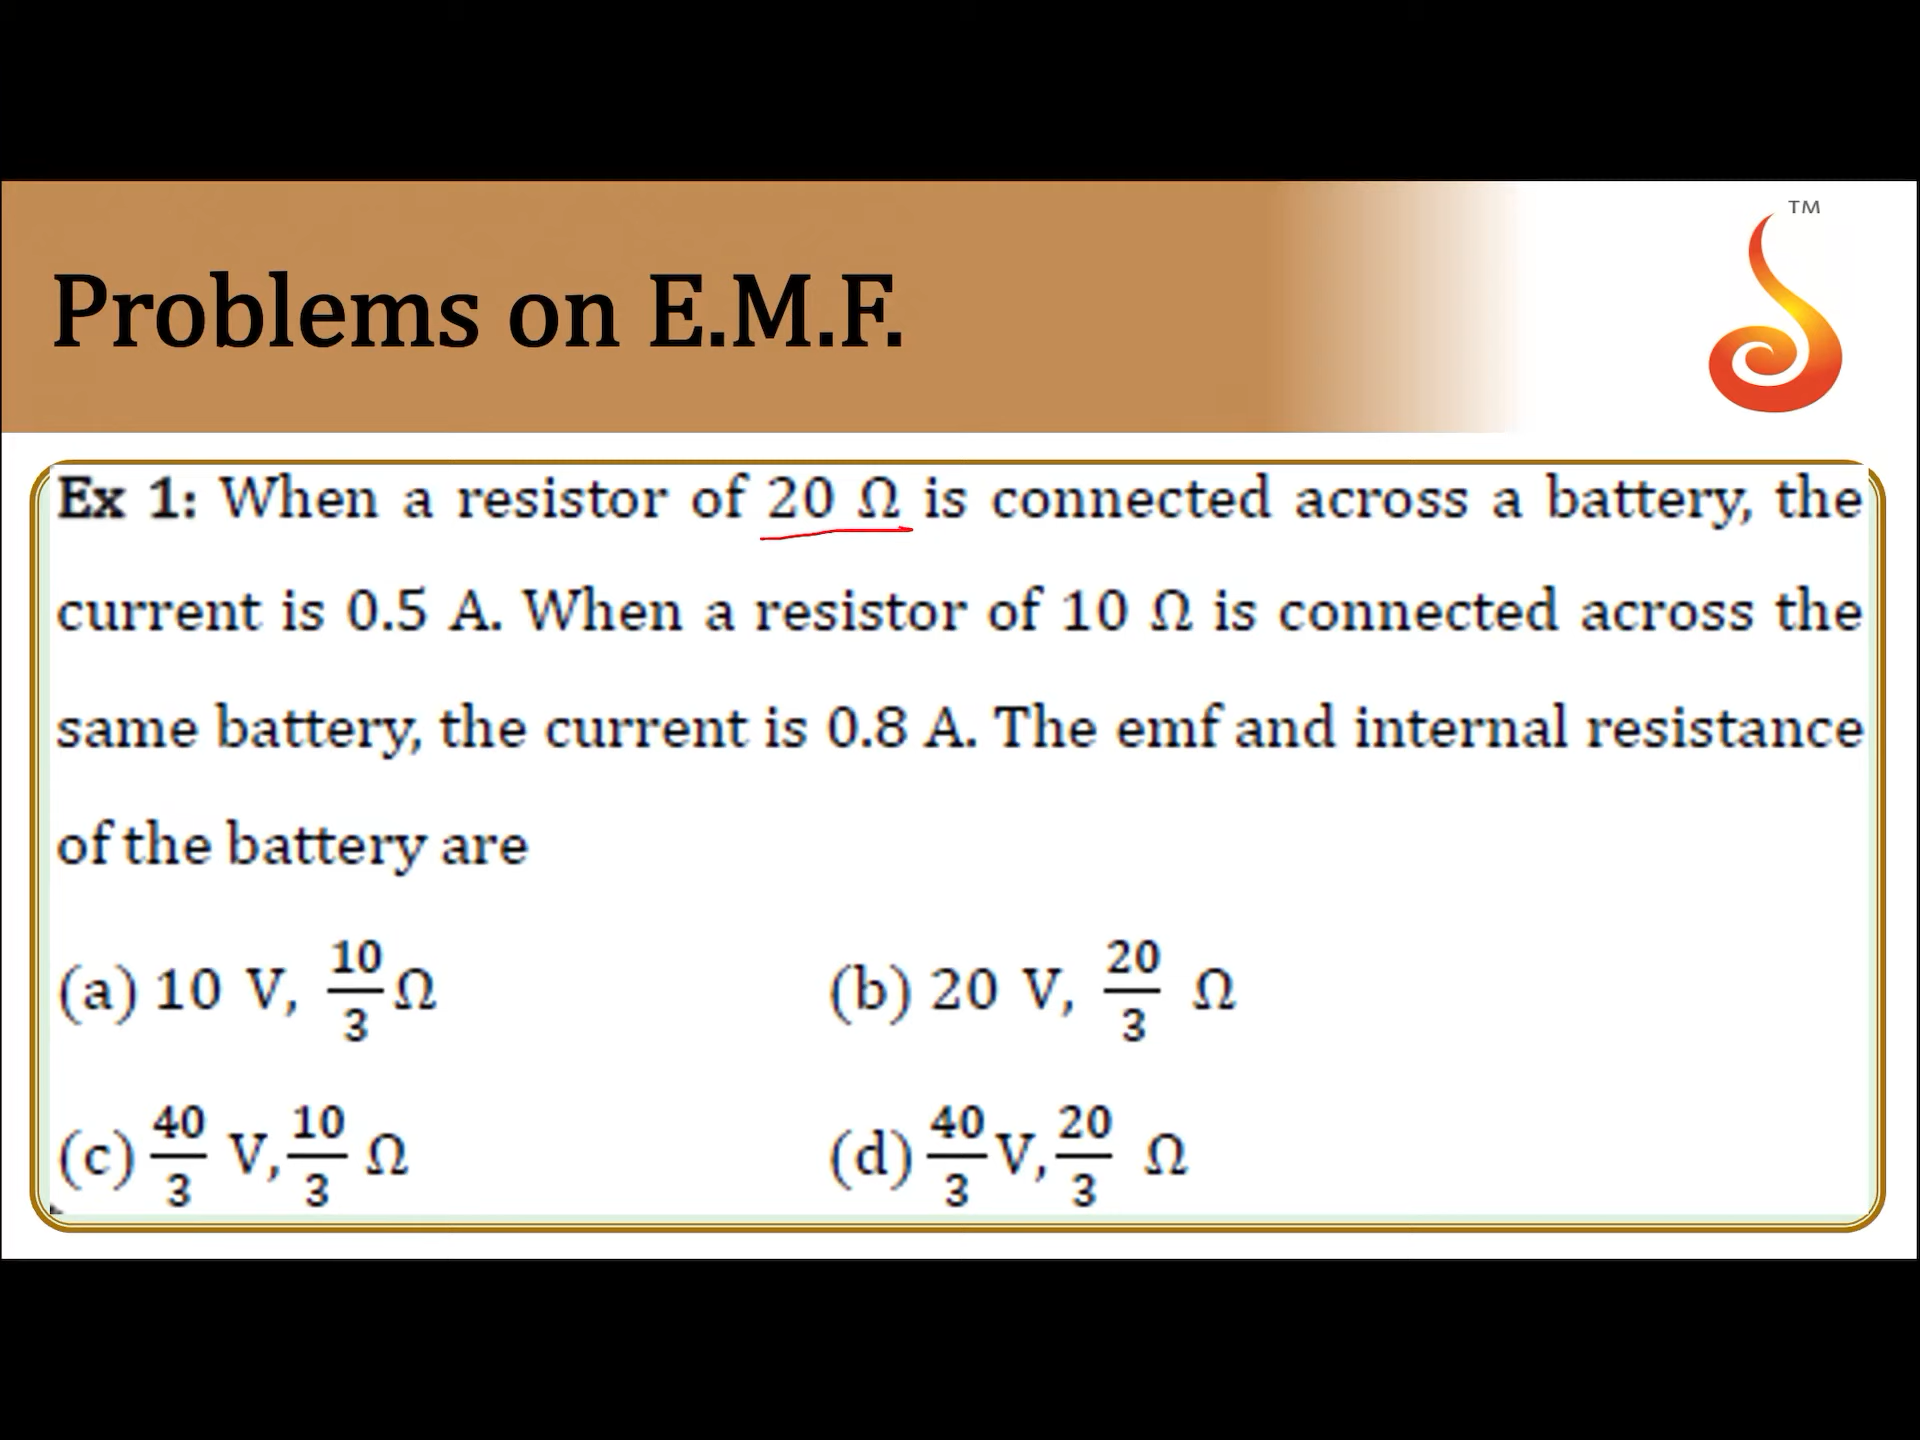 TM
Problems on E.M.F.
Ex 1: When a resistor of 20 Ω is connected across a battery, the
current is 0.5 A. When a resistor of 10 Ω is connected across the
same battery, the current is 0.8 A. The emf and internal resistance
of the battery are
(a) 10 V, 10/3 Ω (b) 20 V, 20/3 Ω
(c) 40/3 V, 10/3 Ω (d) 40/3 V, 20/3 Ω